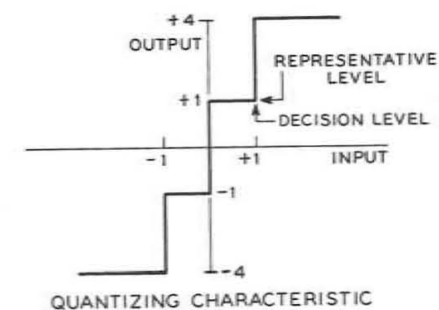 +4
OUTPUT
REPRESENTATIVE
LEVEL
+1
DECISION LEVEL
-1
+1
INPUT
-1
-4
QUANTIZING CHARACTERISTIC